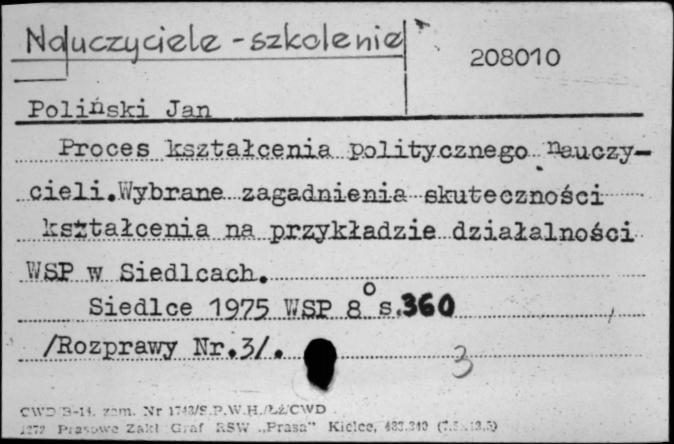 Nauczyciele - szkolenie
208010
Poliński Jan
Proces kształcenia politycznego nauczy-
cieli.Wybrane zagadnienia skuteczności
kształcenia na przykładzie działalności
WSP w Siedlcach.
Siedlce 1975 WSP 8° s.360
/Rozprawy Nr.3/.
3
CWD B-14. zam. Nr 1743/S.P.W.H./ŁŻ/CWD
Prasowe Zakł Graf RSW „Prasa" Kielce,